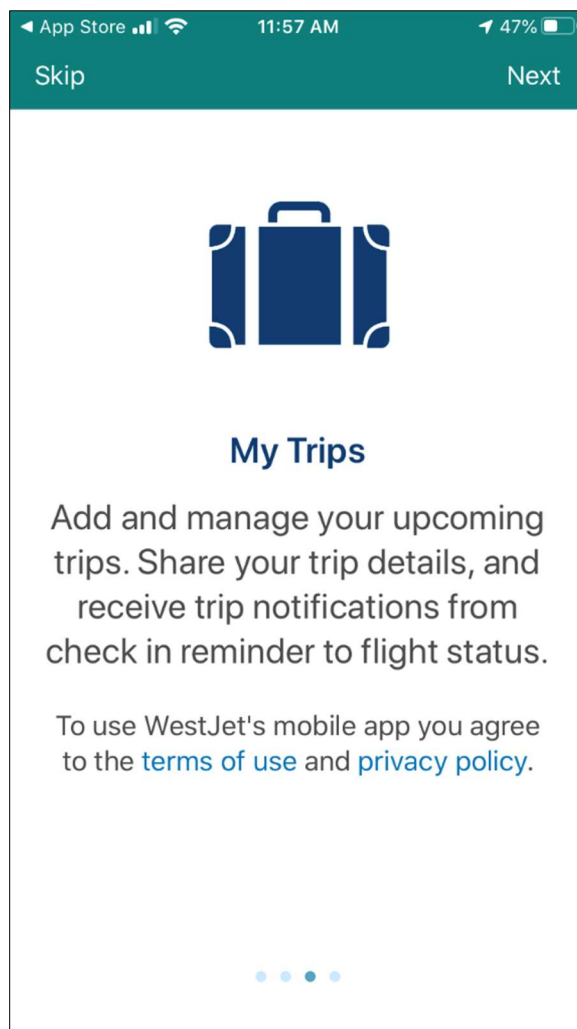 App Store 11:57 AM 47%
Skip Next
My Trips
Add and manage your upcoming
trips. Share your trip details, and
receive trip notifications from
check in reminder to flight status.
To use WestJet's mobile app you agree
to the terms of use and privacy policy.